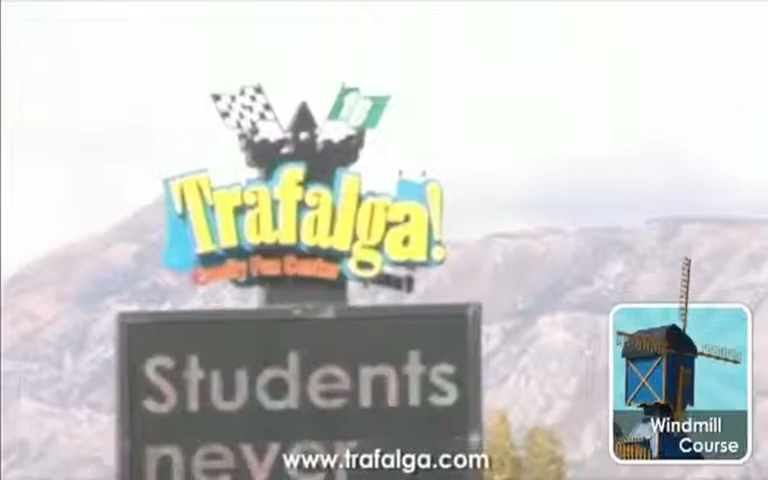 Trafalga!
Family Fun Center
Students
never
www.trafalga.com
Windmill
Course